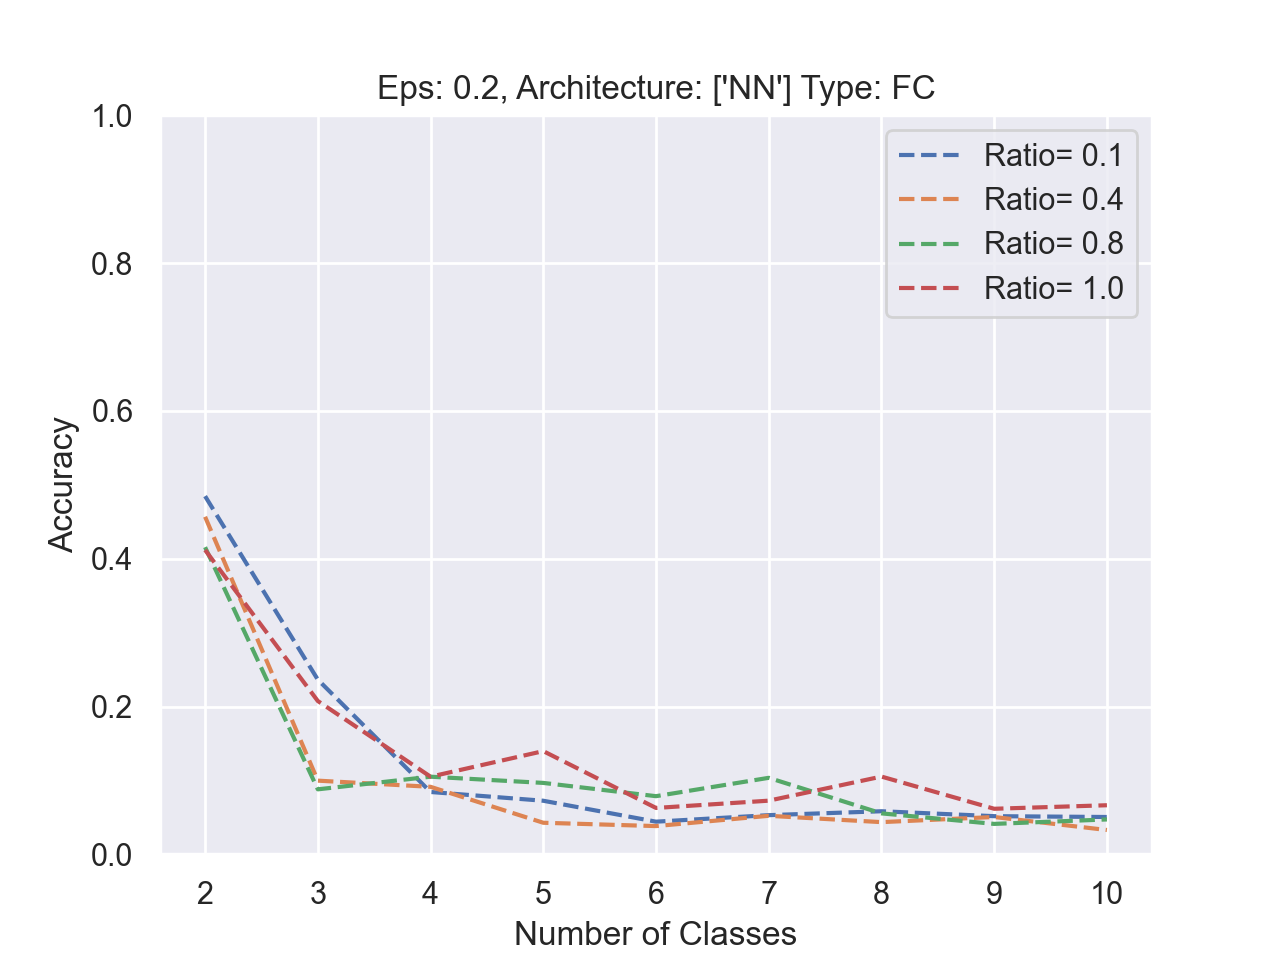 Eps: 0.2, Architecture: ['NN'] Type: FC
1.0
0.8
0.6
0.4
0.2
0.0
Accuracy
Ratio= 0.1
Ratio= 0.4
Ratio= 0.8
Ratio= 1.0
2 3 4 5 6 7 8 9 10
Number of Classes